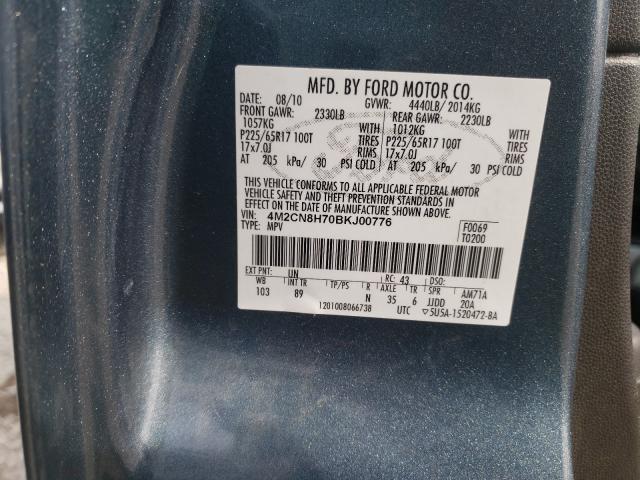 MFD. BY FORD MOTOR CO.
DATE: 08/10 GVWR: 4440LB/ 2014KG
FRONT GAWR: 2330LB REAR GAWR: 2230LB
1057KG WITH 1012KG WITH
P225/65R17 100T TIRES P225/65R17 100T TIRES
17x7.0J RIMS 17x7.0J RIMS
AT 205 kPa/ 30 PSI COLD AT 205 kPa/ 30 PSI COLD
THIS VEHICLE CONFORMS TO ALL APPLICABLE FEDERAL MOTOR
VEHICLE SAFETY AND THEFT PREVENTION STANDARDS IN
EFFECT ON THE DATE OF MANUFACTURE SHOWN ABOVE.
VIN: 4M2CN8H70BKJ00776 F0069
TYPE: MPV T0200
EXT PNT: UN RC: 43 DSO:
WB INT TR TP/PS R AXLE TR SPR AM71A
103 89 N 35 6 JJDD 20A
1201008066738 UTC ▽5U5A-1520472-BA